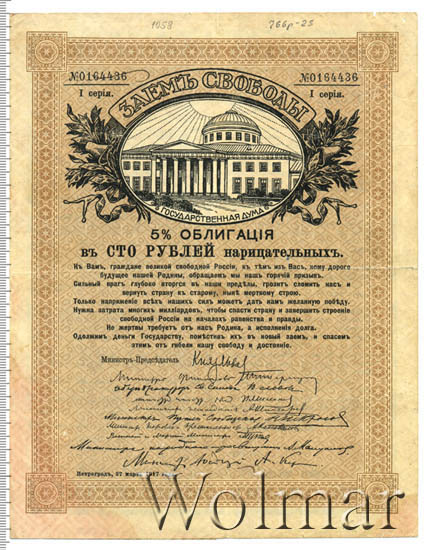 1058
766р-25
№0164436 №0164436
I серія. I серія.
ЗАЕМЪ СВОБОДЫ
ГОСУДАРСТВЕННАЯ ДУМА
5% ОБЛИГАЦІЯ
въ СТО РУБЛЕЙ нарицательныхъ.
Къ Вамъ, граждане великой свободной Россіи, къ тѣмъ изъ Васъ, кому дорого
будущее нашей Родины, обращаемъ мы нашъ горячій призывъ.
Сильный врагъ глубоко вторгся въ наши предѣлы, грозитъ сломить насъ и
вернуть страну къ старому, нынѣ мертвому строю.
Только напряженіе всѣхъ нашихъ силъ можетъ дать намъ желанную побѣду.
Нужна затрата многихъ милліардовъ, чтобы спасти страну и завершить строеніе
свободной Россіи на началахъ равенства и правды.
Не жертвы требуетъ отъ насъ Родина, а исполненія долга.
Одолжимъ деньги Государству, помѣстивъ ихъ въ новый заемъ, и спасемъ
этимъ отъ гибели нашу свободу и достояніе.
Министръ-Предсѣдатель Князь Львовъ
Петроградъ, 27 марта 1917 г.
Wolmar